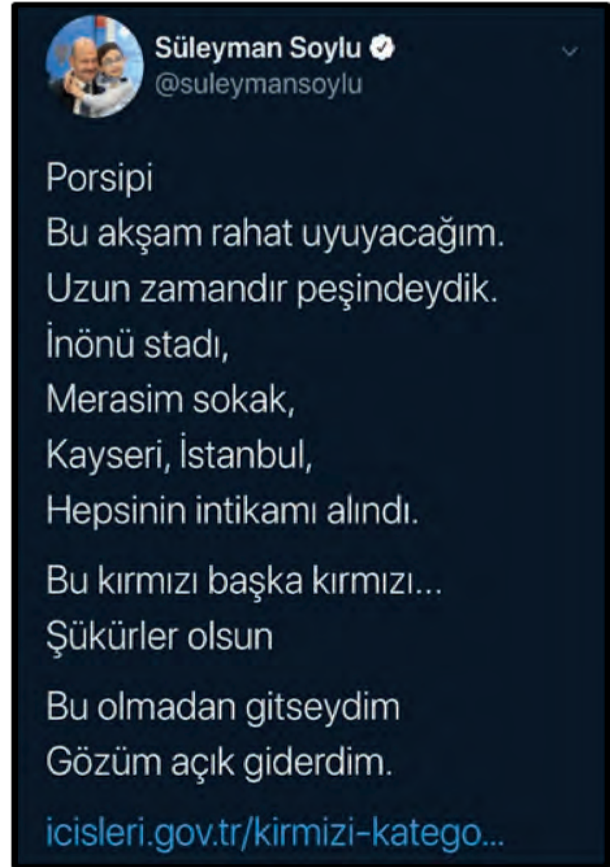 Süleyman Soylu
@suleymansoylu
Porsipi
Bu akşam rahat uyuyacağım.
Uzun zamandır peşindeydik.
İnönü stadı,
Merasim sokak,
Kayseri, İstanbul,
Hepsinin intikamı alındı.
Bu kırmızı başka kırmızı...
Şükürler olsun
Bu olmadan gitseydim
Gözüm açık giderdim.
icisleri.gov.tr/kirmizi-katego...